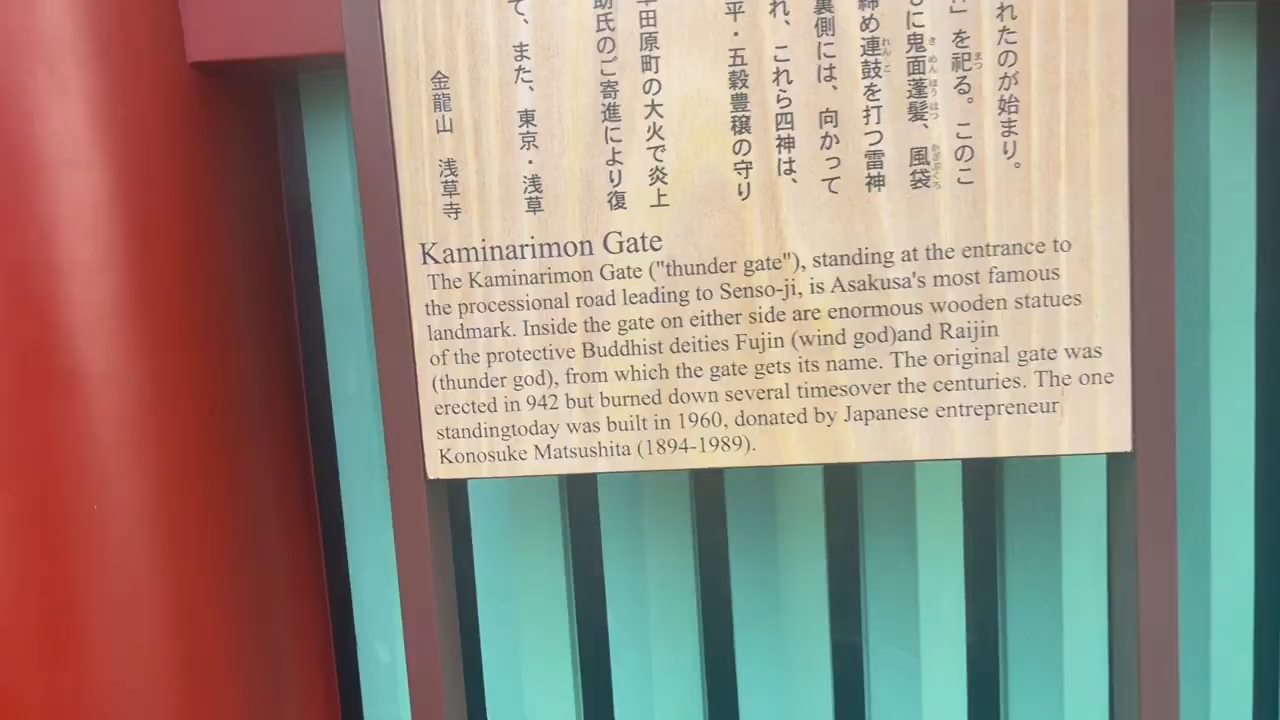 れたのが始まり。
」を祀る。このこ
に鬼面蓬髪、風袋
締め連鼓を打つ雷神
裏側には、向かって
れ、これら四神は、
平・五穀豊穣の守り
田原町の大火で炎上
助氏のご寄進により復
て、また、東京・浅草
金龍山 浅草寺
Kaminarimon Gate
The Kaminarimon Gate ("thunder gate"), standing at the entrance to
the processional road leading to Senso-ji, is Asakusa's most famous
landmark. Inside the gate on either side are enormous wooden statues
of the protective Buddhist deities Fujin (wind god)and Raijin
(thunder god), from which the gate gets its name. The original gate was
erected in 942 but burned down several timesover the centuries. The one
standingtoday was built in 1960, donated by Japanese entrepreneur
Konosuke Matsushita (1894-1989).